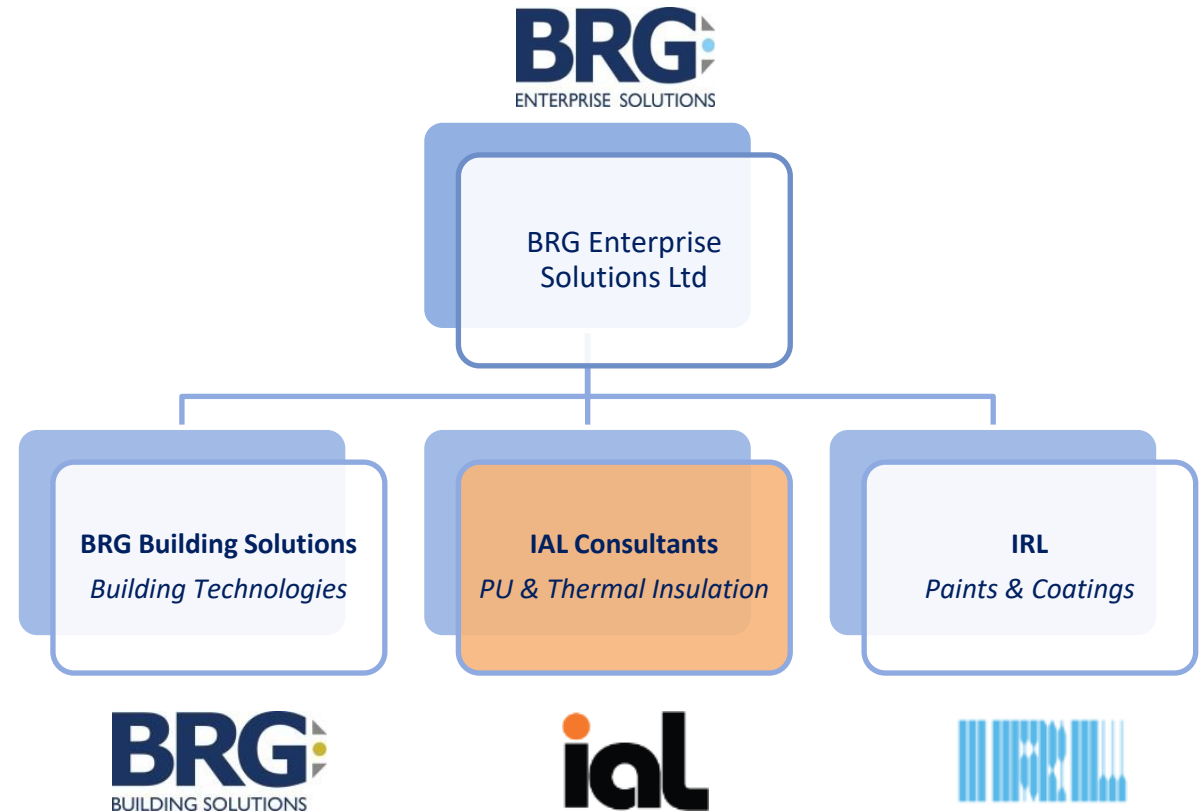 BRG
ENTERPRISE SOLUTIONS
BRG Enterprise
Solutions Ltd
BRG Building Solutions
Building Technologies
IAL Consultants
PU & Thermal Insulation
IRL
Paints & Coatings
BRG
BUILDING SOLUTIONS
ial
IRL